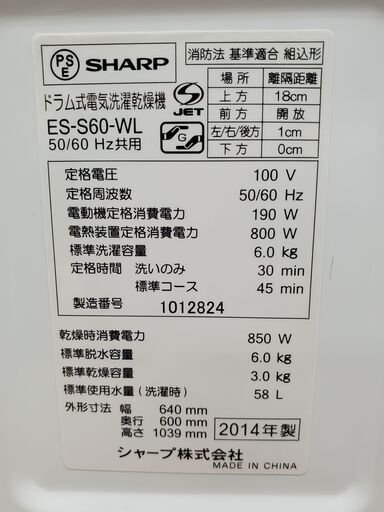 PS
E
SHARP
ドラム式電気洗濯乾燥機
ES-S60-WL
50/60 Hz共用
S
JET
G
消防法 基準適合 組込形
場所 離隔距離
上方 18cm
前方 開放
左/右/後方 1cm
下方 0cm
定格電圧 100 V
定格周波数 50/60 Hz
電動機定格消費電力 190 W
電熱装置定格消費電力 800 W
標準洗濯容量 6.0 kg
定格時間 洗いのみ 30 min
標準コース 45 min
製造番号 1012824
乾燥時消費電力 850 W
標準脱水容量 6.0 kg
標準乾燥容量 3.0 kg
標準使用水量 (洗濯時) 58 L
外形寸法 幅 640 mm
奥行 600 mm
高さ 1039 mm
2014年製
シャープ株式会社
MADE IN CHINA